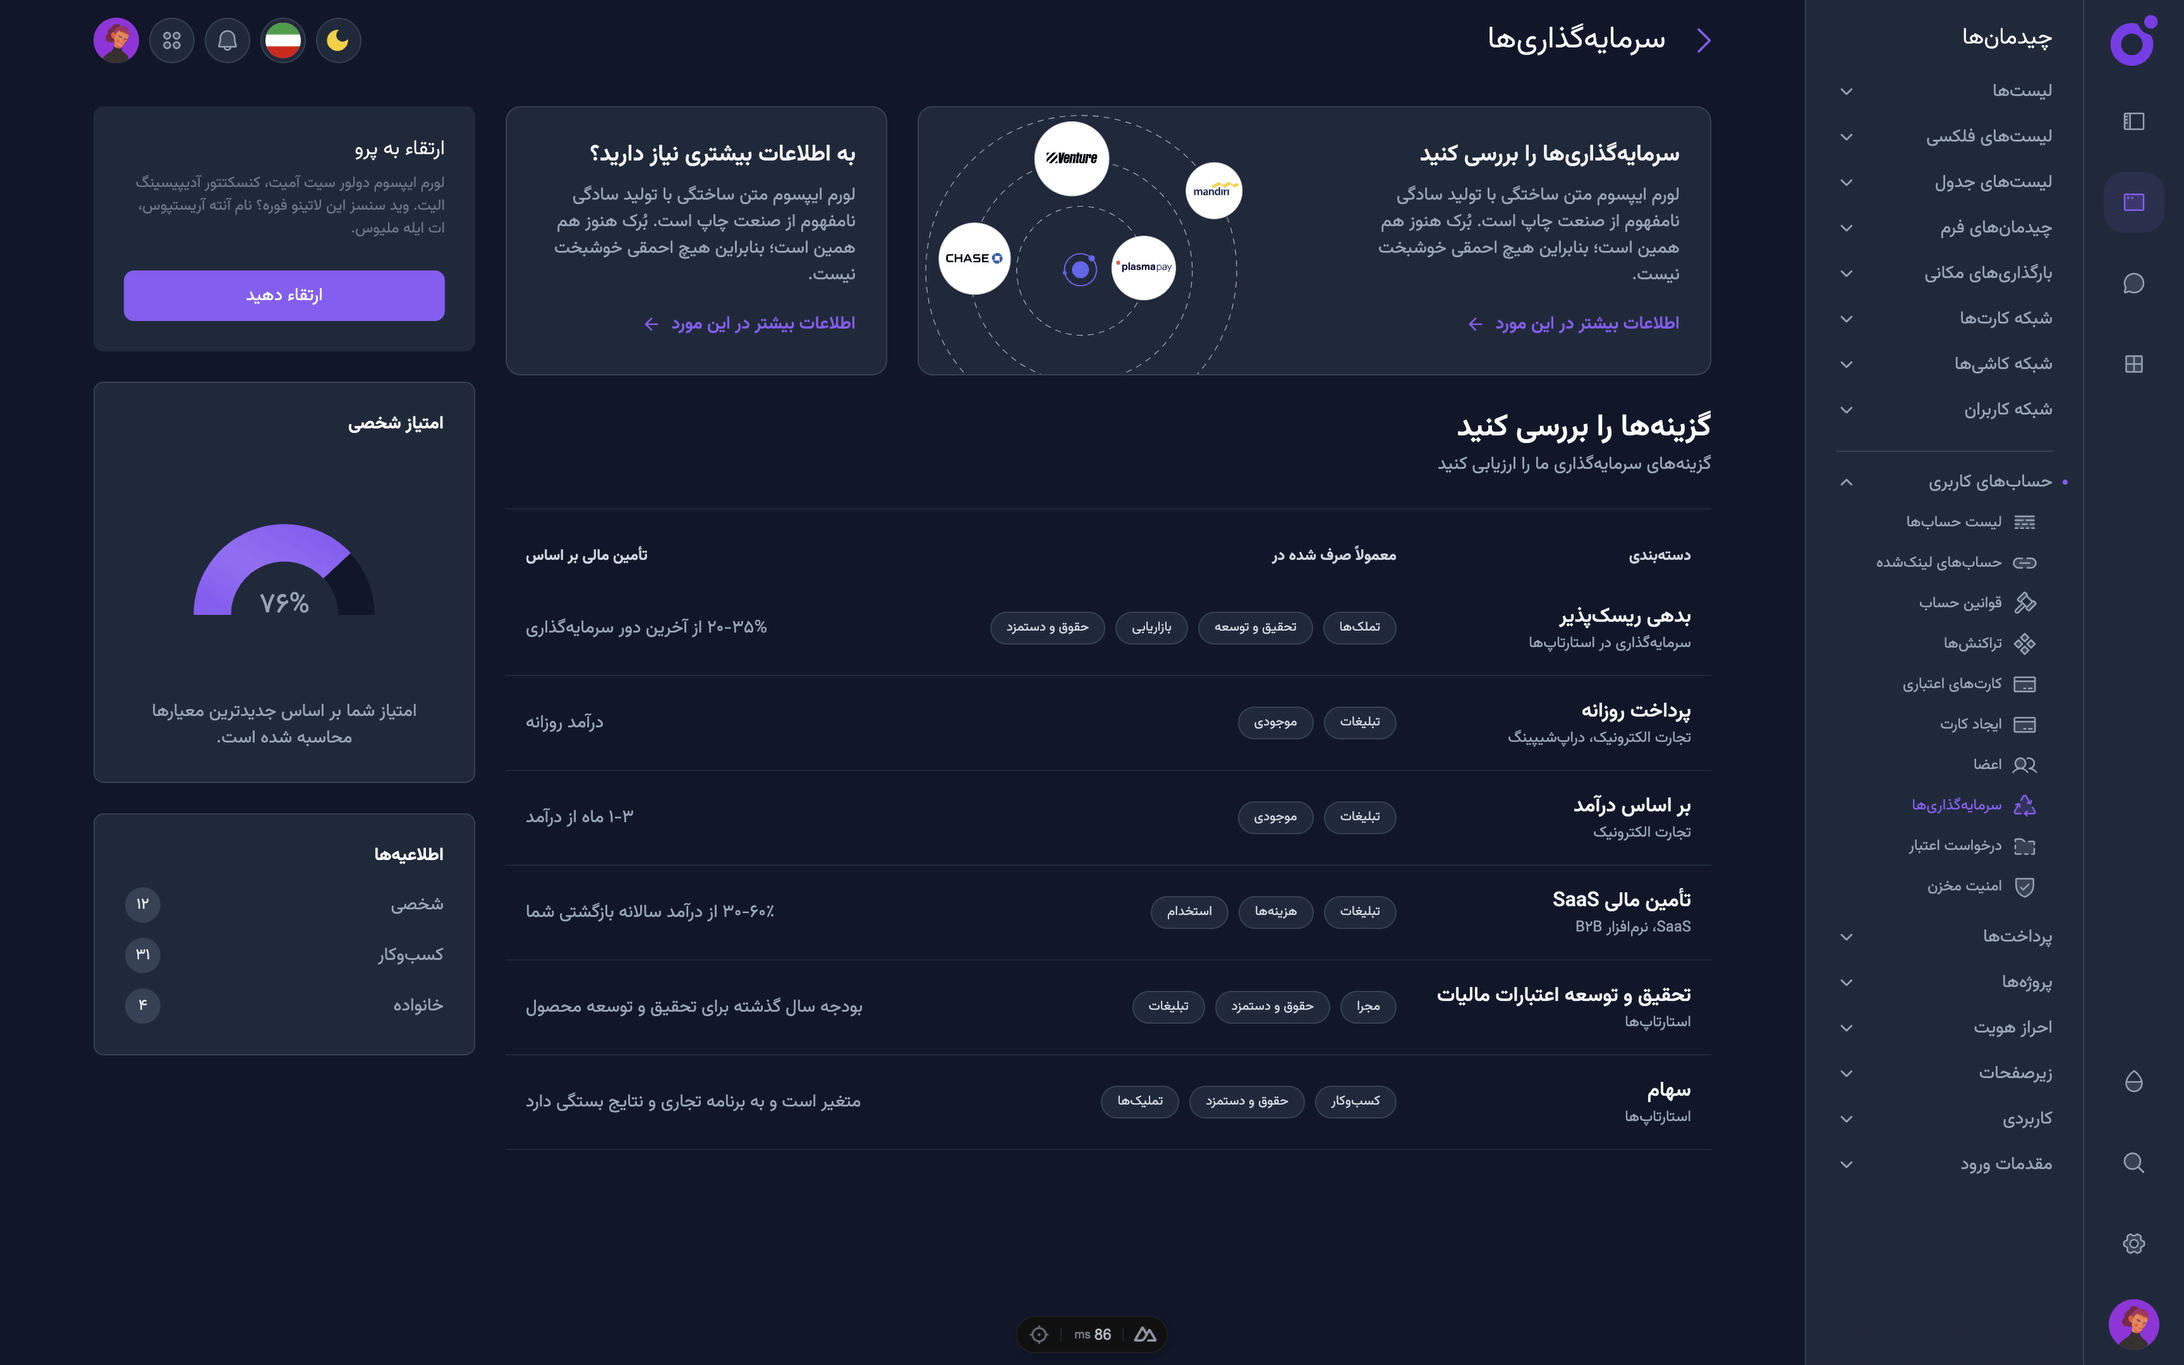 چیدمان‌ها
لیست‌ها
لیست‌های فلکسی
لیست‌های جدول
چیدمان‌های فرم
بارگذاری‌های مکانی
شبکه کارت‌ها
شبکه کاشی‌ها
شبکه کاربران
حساب‌های کاربری
لیست حساب‌ها
حساب‌های لینک‌شده
قوانین حساب
تراکنش‌ها
کارت‌های اعتباری
ایجاد کارت
اعضا
سرمایه‌گذاری‌ها
درخواست اعتبار
امنیت مخزن
پرداخت‌ها
پروژه‌ها
احراز هویت
زیرصفحات
کاربردی
مقدمات ورود
سرمایه‌گذاری‌ها
سرمایه‌گذاری‌ها را بررسی کنید
لورم ایپسوم متن ساختگی با تولید سادگی
نامفهوم از صنعت چاپ است. بُرک هنوز هم
همین است؛ بنابراین هیچ احمقی خوشبخت
نیست.
اطلاعات بیشتر در این مورد
Venture
mandiri
CHASE
plasmapay
به اطلاعات بیشتری نیاز دارید؟
لورم ایپسوم متن ساختگی با تولید سادگی
نامفهوم از صنعت چاپ است. بُرک هنوز هم
همین است؛ بنابراین هیچ احمقی خوشبخت
نیست.
اطلاعات بیشتر در این مورد
گزینه‌ها را بررسی کنید
گزینه‌های سرمایه‌گذاری ما را ارزیابی کنید
دسته‌بندی معمولاً صرف شده در تأمین مالی بر اساس
بدهی ریسک‌پذیر
سرمایه‌گذاری در استارتاپ‌ها
تملک‌ها تحقیق و توسعه بازاریابی حقوق و دستمزد
۲۰-۳۵% از آخرین دور سرمایه‌گذاری
پرداخت روزانه
تجارت الکترونیک، دراپ‌شیپینگ
تبلیغات موجودی
درآمد روزانه
بر اساس درآمد
تجارت الکترونیک
تبلیغات موجودی
۱-۳ ماه از درآمد
تأمین مالی SaaS
SaaS، نرم‌افزار B۲B
تبلیغات هزینه‌ها استخدام
۳۰-۶۰٪ از درآمد سالانه بازگشتی شما
تحقیق و توسعه اعتبارات مالیات
استارتاپ‌ها
مجرا حقوق و دستمزد تبلیغات
بودجه سال گذشته برای تحقیق و توسعه محصول
سهام
استارتاپ‌ها
کسب‌وکار حقوق و دستمزد تملیک‌ها
متغیر است و به برنامه تجاری و نتایج بستگی دارد
ارتقاء به پرو
لورم ایپسوم دولور سیت آمیت، کنسکتتور آدیپیسینگ
الیت. وید سنسز این لاتینو فوره؟ نام آنته آریستپوس،
ات ایله ملیوس.
ارتقاء دهید
امتیاز شخصی
۷۶%
امتیاز شما بر اساس جدیدترین معیارها
محاسبه شده است.
اطلاعیه‌ها
شخصی ۱۲
کسب‌وکار ۳۱
خانواده ۴
86 ms